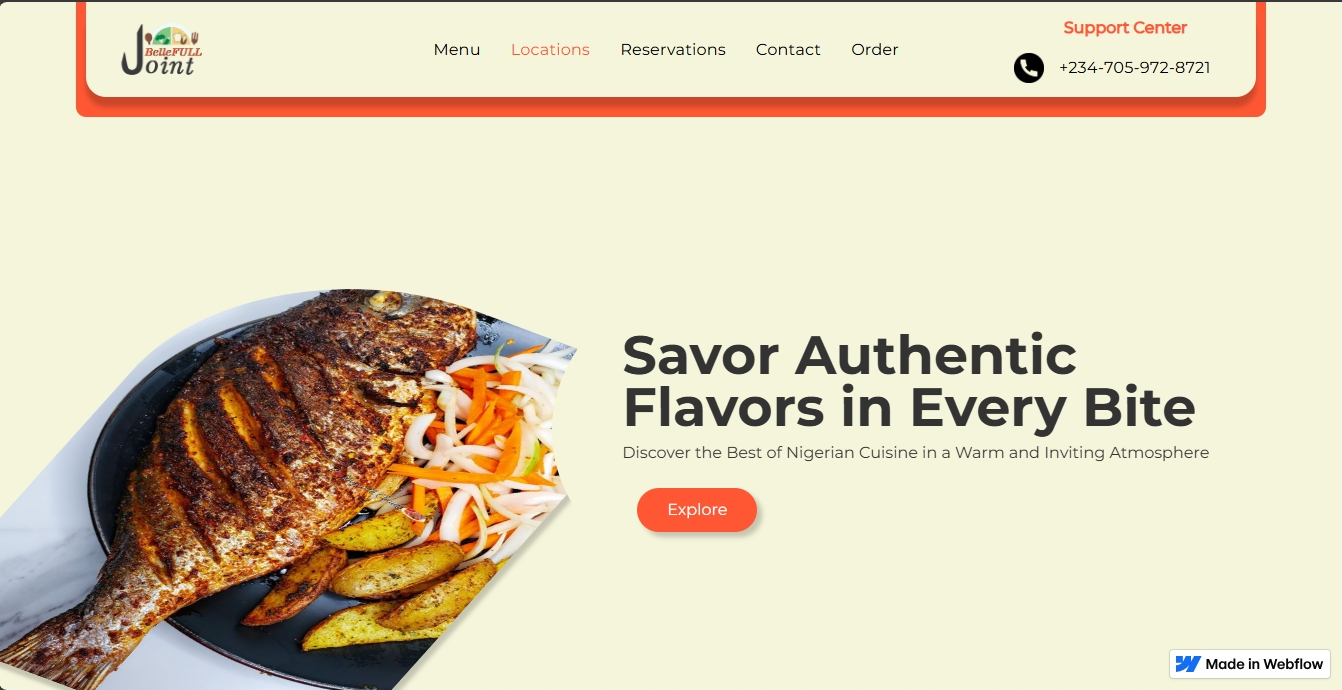 BelleFULL
Joint
Menu Locations Reservations Contact Order
Support Center
+234-705-972-8721
Savor Authentic
Flavors in Every Bite
Discover the Best of Nigerian Cuisine in a Warm and Inviting Atmosphere
Explore
Made in Webflow